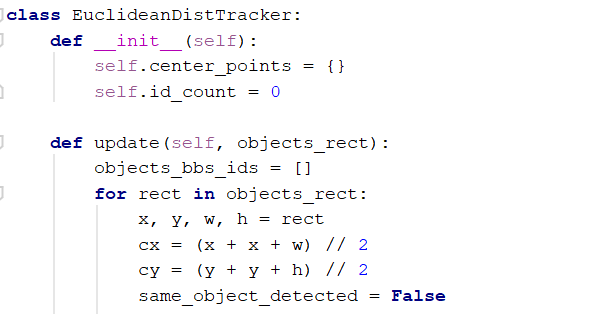 class EuclideanDistTracker:
    def __init__(self):
        self.center_points = {}
        self.id_count = 0

    def update(self, objects_rect):
        objects_bbs_ids = []
        for rect in objects_rect:
            x, y, w, h = rect
            cx = (x + x + w) // 2
            cy = (y + y + h) // 2
            same_object_detected = False